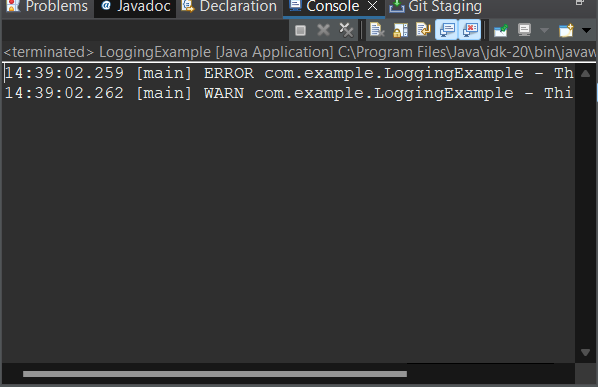 Problems @ Javadoc Declaration Console Git Staging
<terminated> LoggingExample [Java Application] C:\Program Files\Java\jdk-20\bin\javaw
14:39:02.259 [main] ERROR com.example.LoggingExample - Th
14:39:02.262 [main] WARN com.example.LoggingExample - Thi